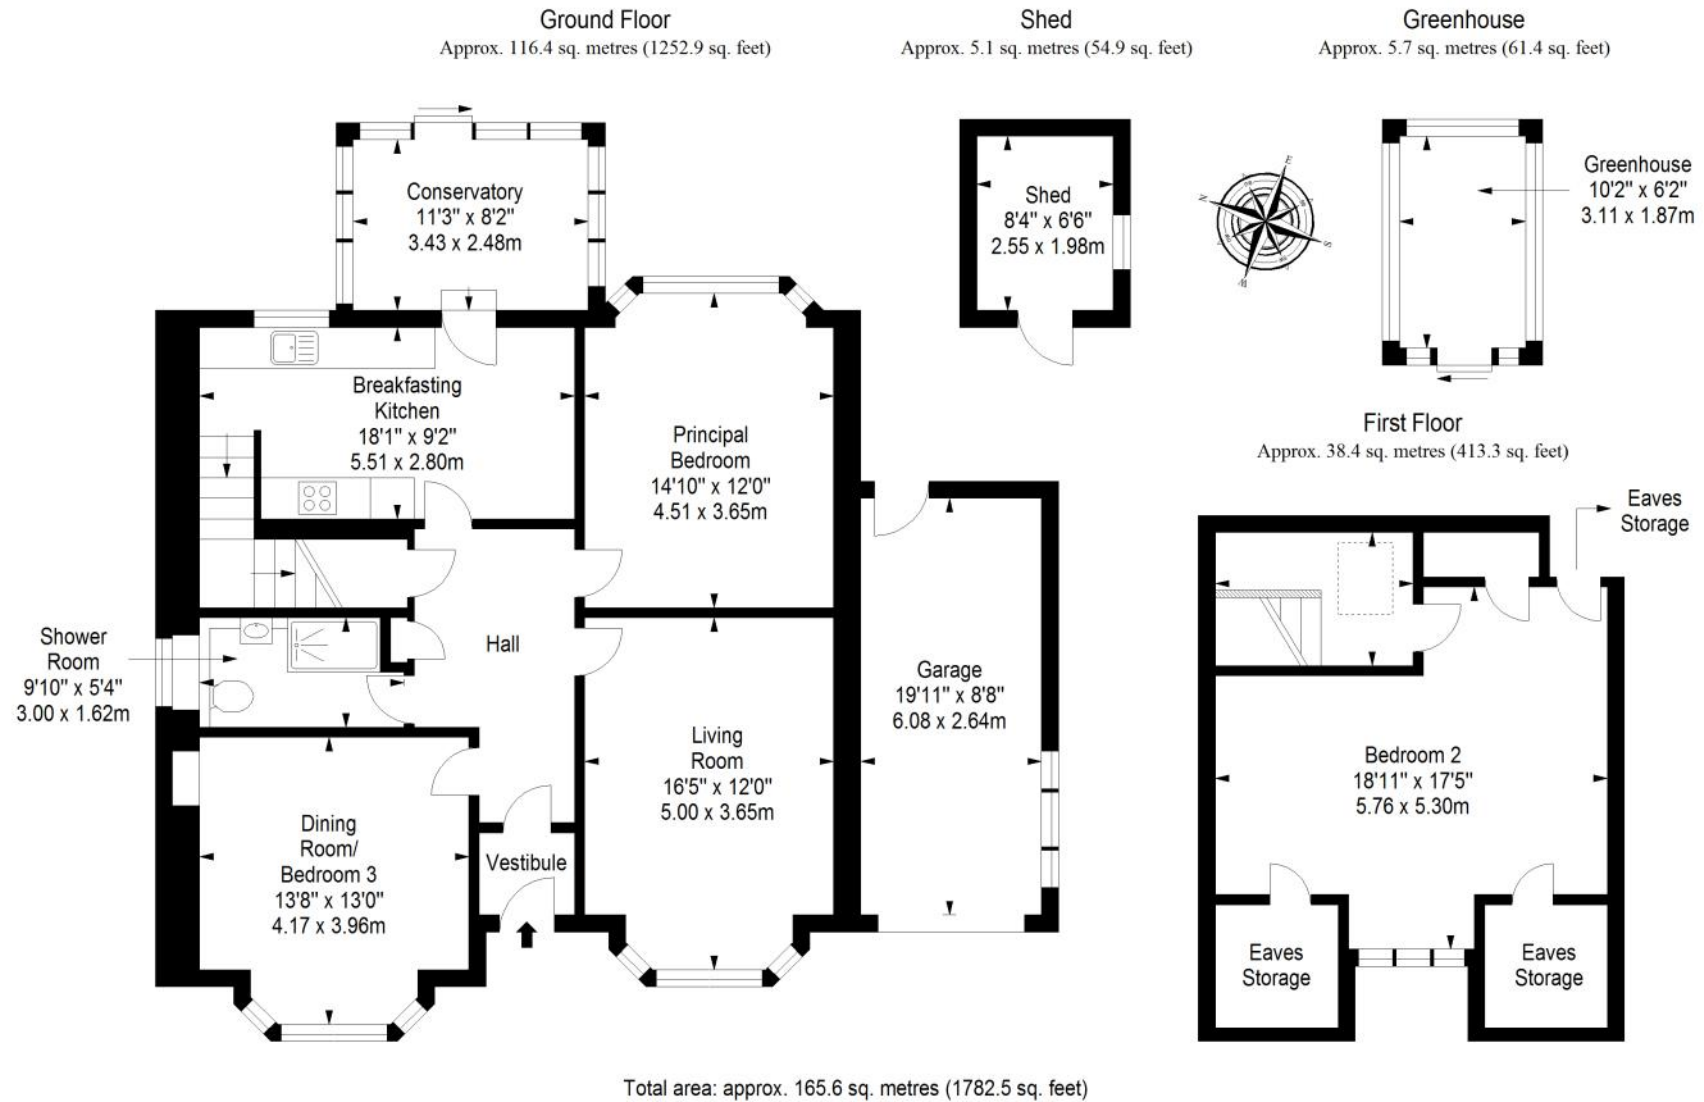 Ground Floor
Approx. 116.4 sq. metres (1252.9 sq. feet)
Shed
Approx. 5.1 sq. metres (54.9 sq. feet)
Greenhouse
Approx. 5.7 sq. metres (61.4 sq. feet)
Conservatory
11'3" x 8'2"
3.43 x 2.48m
Shed
8'4" x 6'6"
2.55 x 1.98m
E
N
S
W
Greenhouse
10'2" x 6'2"
3.11 x 1.87m
Breakfasting
Kitchen
18'1" x 9'2"
5.51 x 2.80m
Principal
Bedroom
14'10" x 12'0"
4.51 x 3.65m
First Floor
Approx. 38.4 sq. metres (413.3 sq. feet)
Eaves
Storage
Shower
Room
9'10" x 5'4"
3.00 x 1.62m
Hall
Garage
19'11" x 8'8"
6.08 x 2.64m
Living
Room
16'5" x 12'0"
5.00 x 3.65m
Bedroom 2
18'11" x 17'5"
5.76 x 5.30m
Dining
Room/
Bedroom 3
13'8" x 13'0"
4.17 x 3.96m
Vestibule
Eaves
Storage
Eaves
Storage
Total area: approx. 165.6 sq. metres (1782.5 sq. feet)